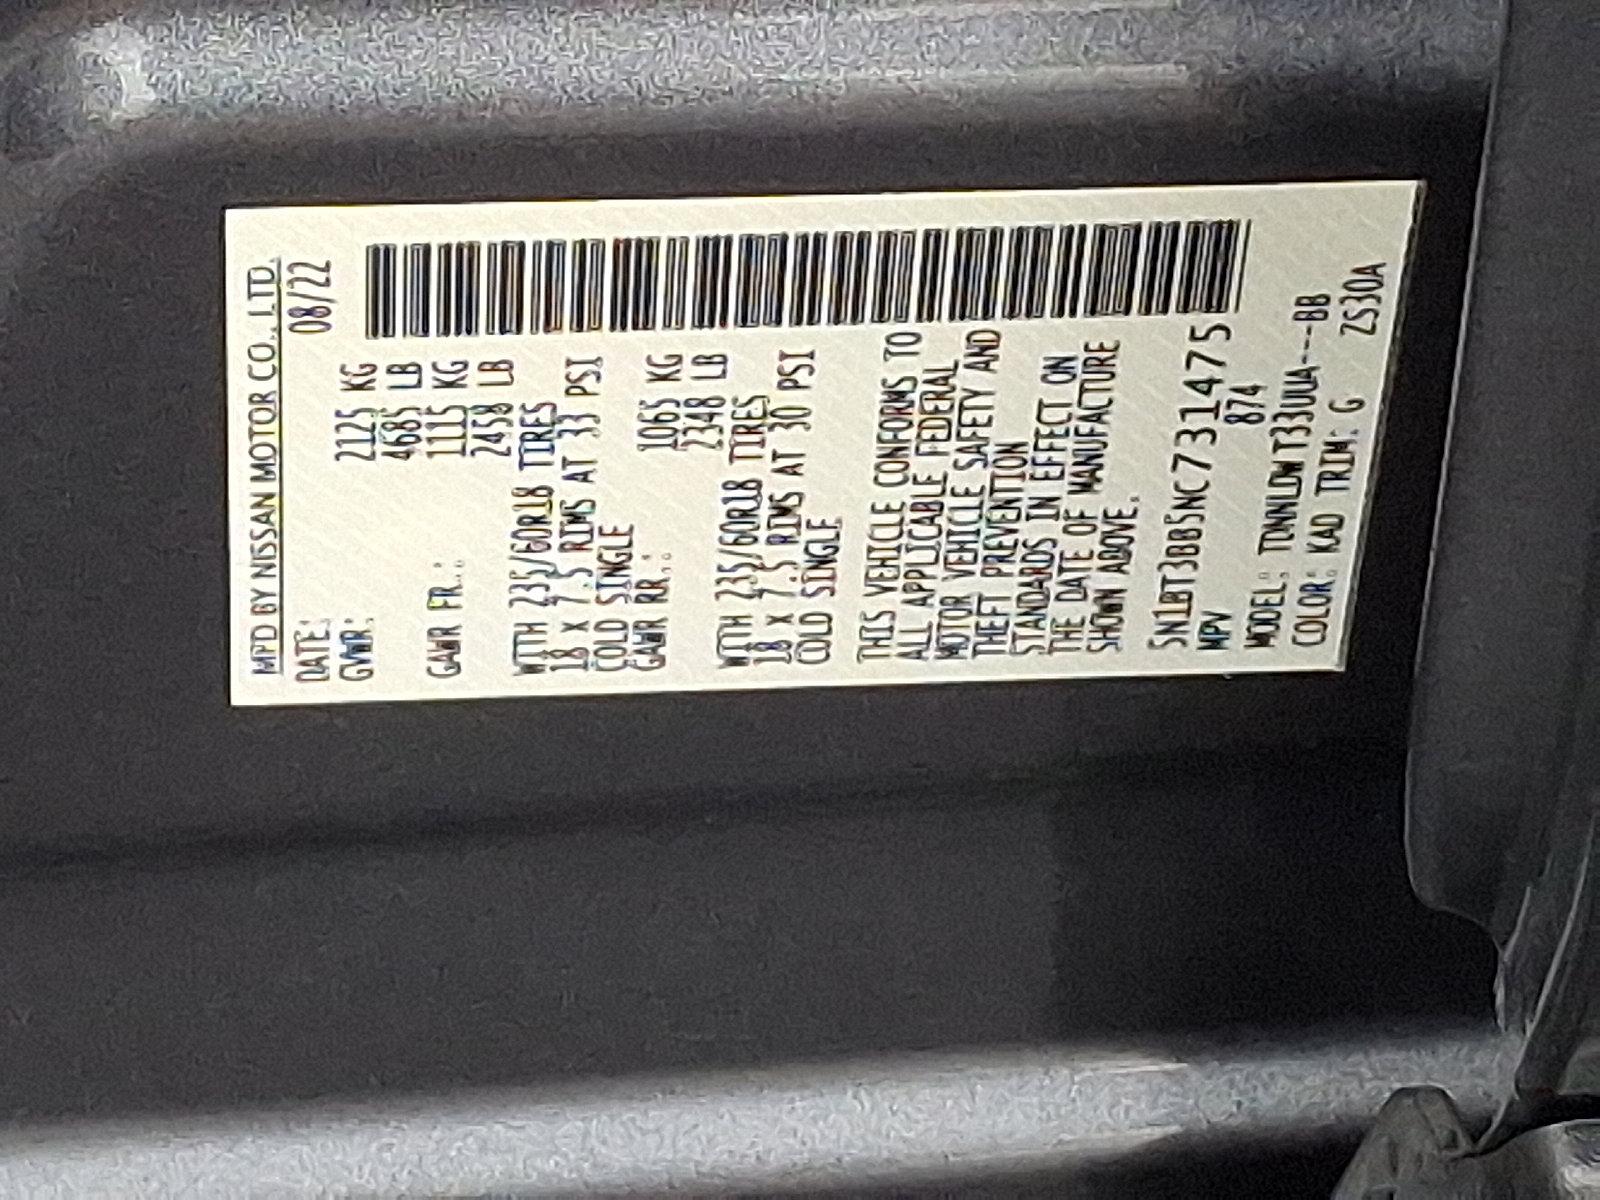 MFD BY NISSAN MOTOR CO., LTD.
DATE: 08/22
GVWR: 2125 KG
4685 LB
GAWR FR.: 1115 KG
2458 LB
WITH 235/60R18 TIRES
18 x 7.5 RIMS AT 33 PSI
COLD SINGLE
GAWR RR.: 1065 KG
2348 LB
WITH 235/60R18 TIRES
18 x 7.5 RIMS AT 30 PSI
COLD SINGLE
THIS VEHICLE CONFORMS TO
ALL APPLICABLE FEDERAL
MOTOR VEHICLE SAFETY AND
THEFT PREVENTION
STANDARDS IN EFFECT ON
THE DATE OF MANUFACTURE
SHOWN ABOVE.
5N1BT3BB5NC731475
MPV 874
MODEL:
COLOR: KAD TRIM: G ZS30A